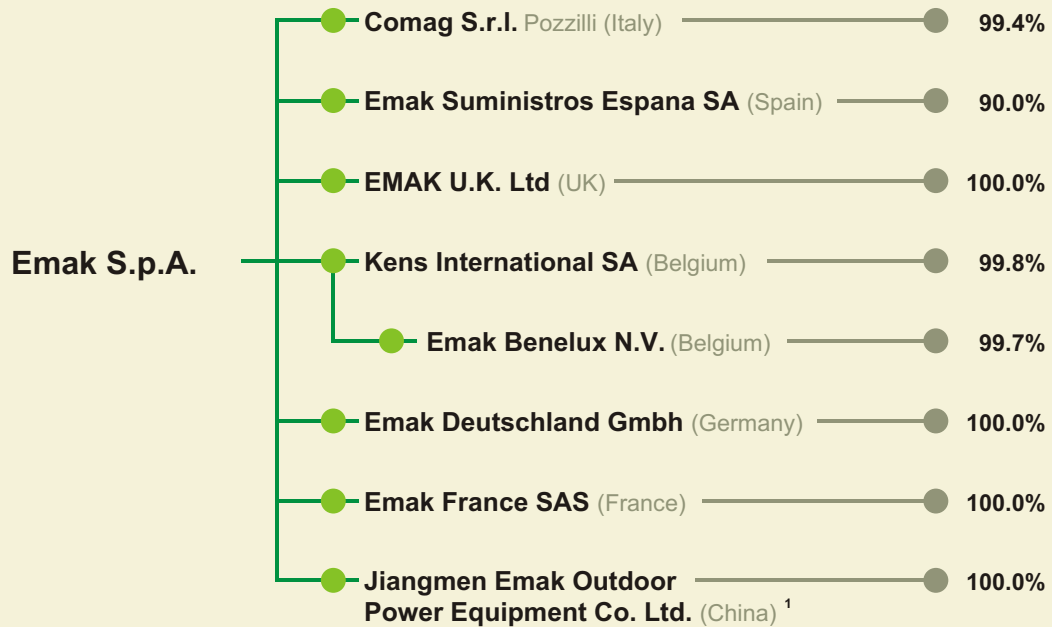 Comag S.r.l. Pozzilli (Italy) 99.4%
Emak Suministros Espana SA (Spain) 90.0%
EMAK U.K. Ltd (UK) 100.0%
Emak S.p.A.
Kens International SA (Belgium) 99.8%
Emak Benelux N.V. (Belgium) 99.7%
Emak Deutschland Gmbh (Germany) 100.0%
Emak France SAS (France) 100.0%
Jiangmen Emak Outdoor 100.0%
Power Equipment Co. Ltd. (China) 1